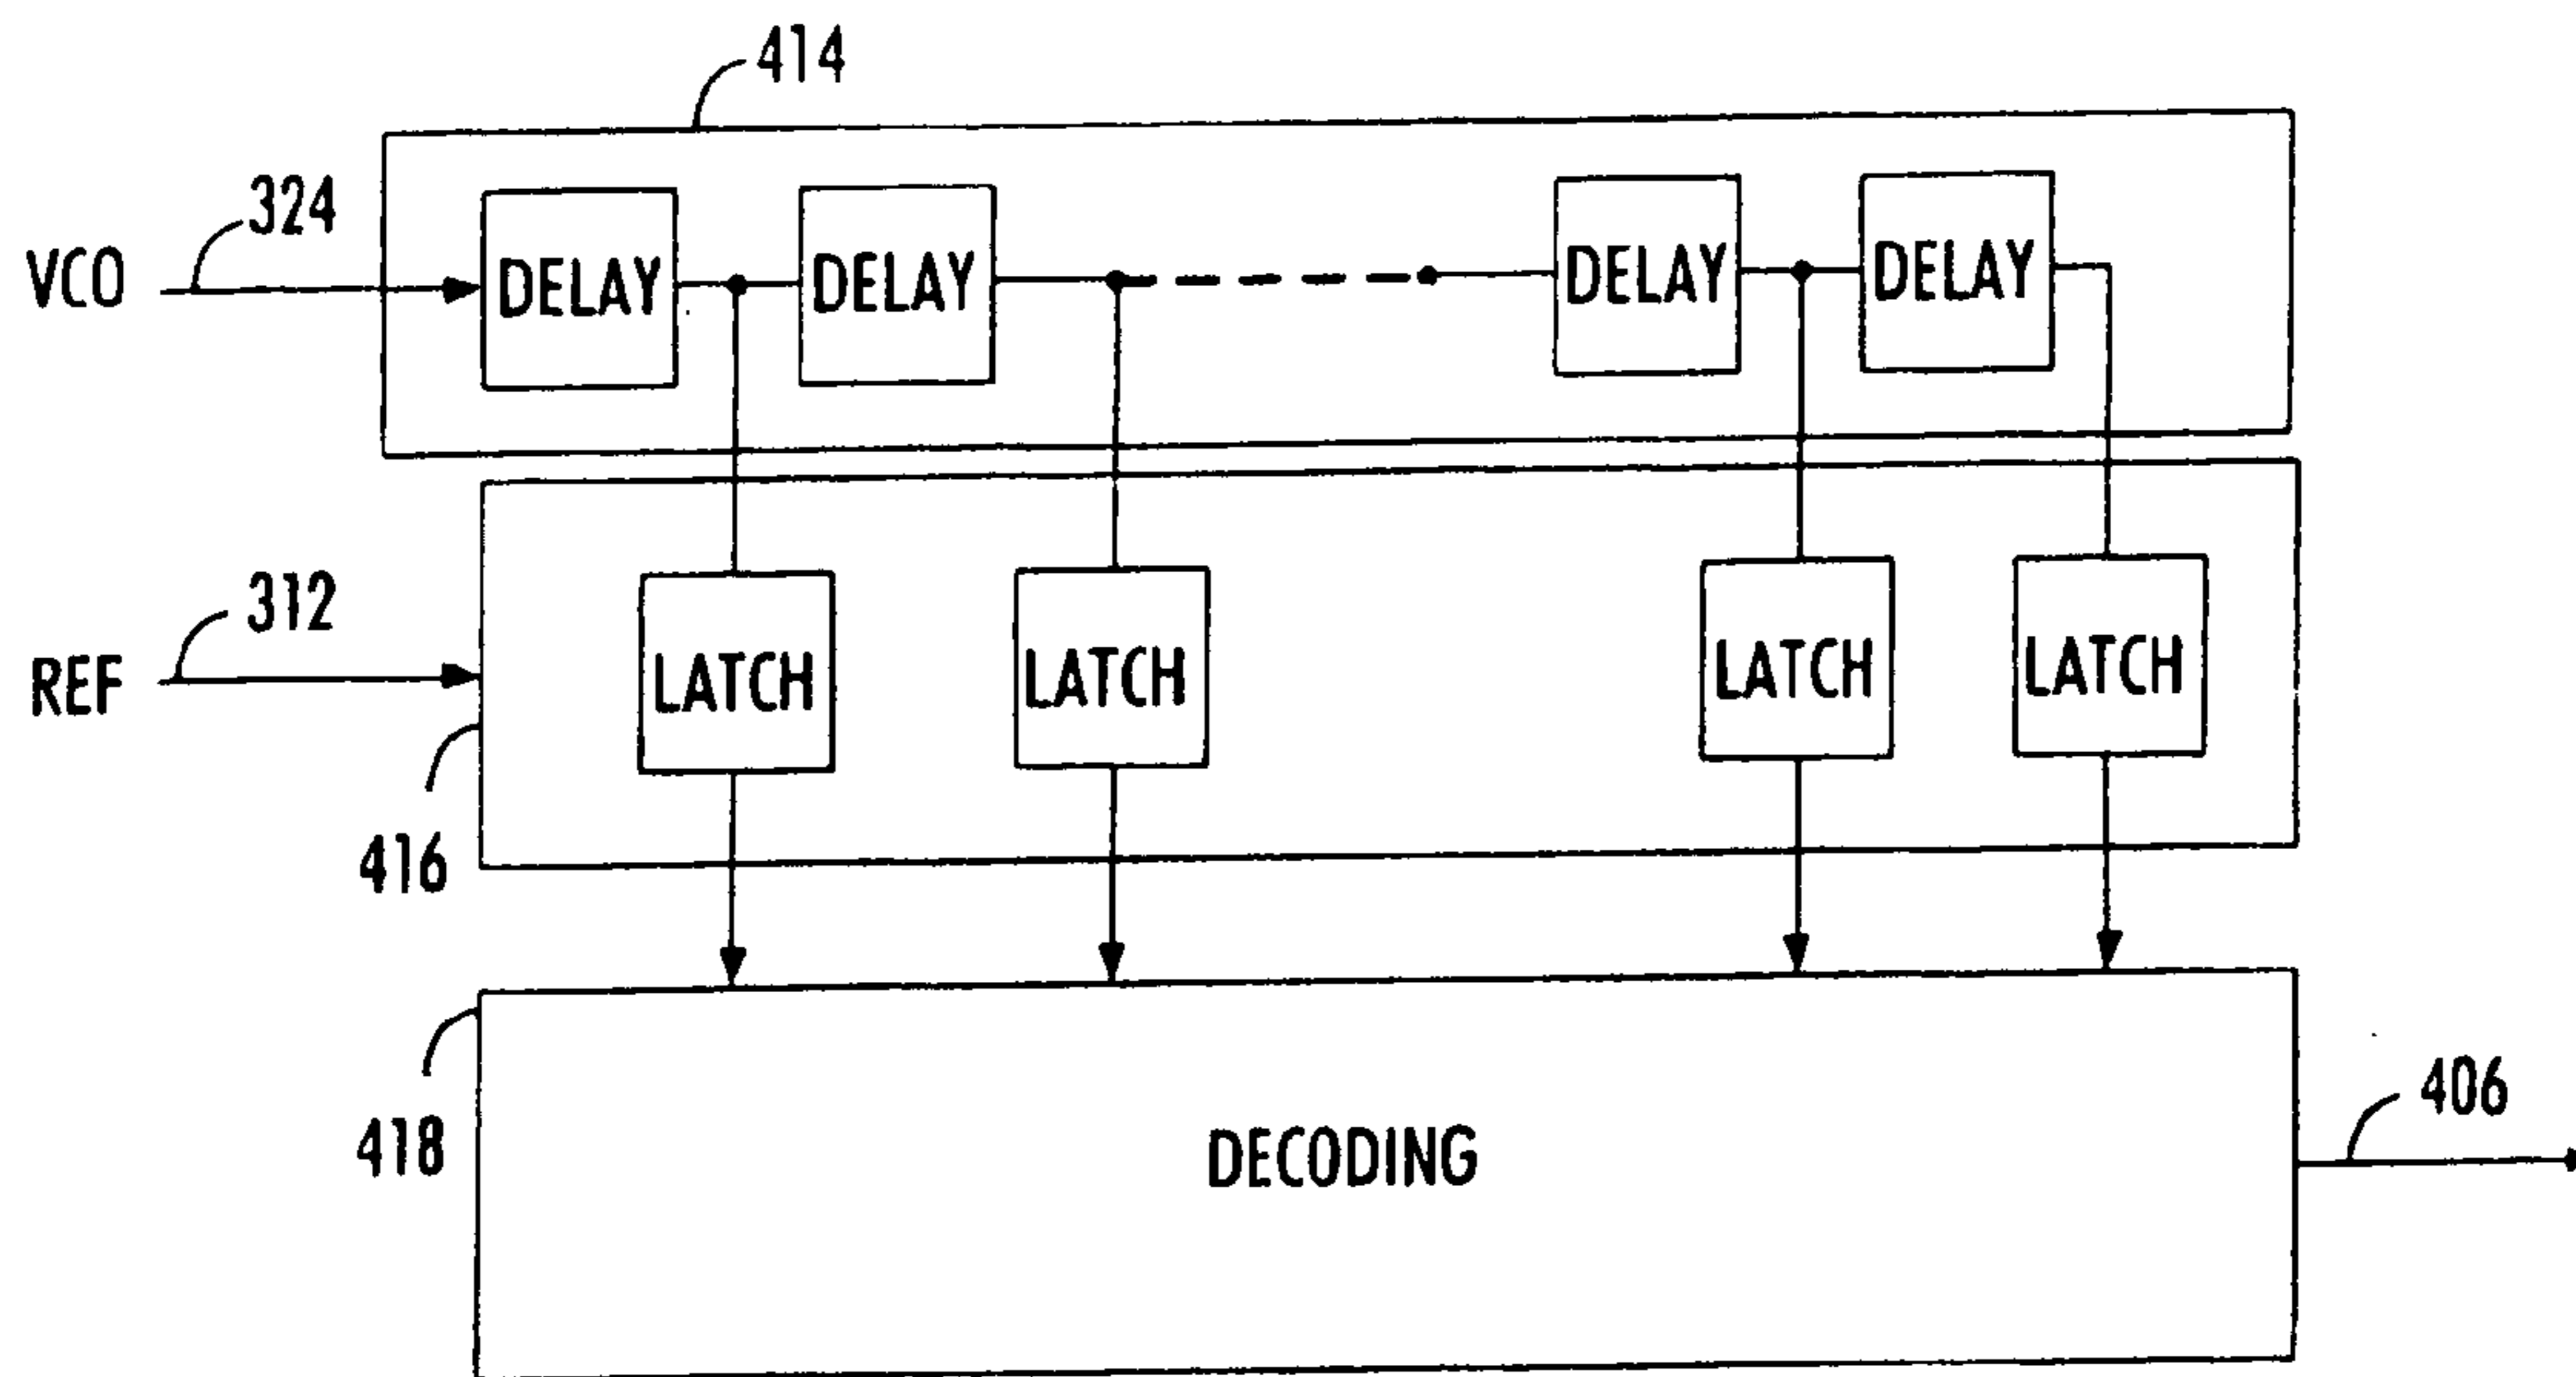 414
324
VCO
DELAY DELAY DELAY DELAY
312
REF
LATCH LATCH LATCH LATCH
416
418
DECODING
406